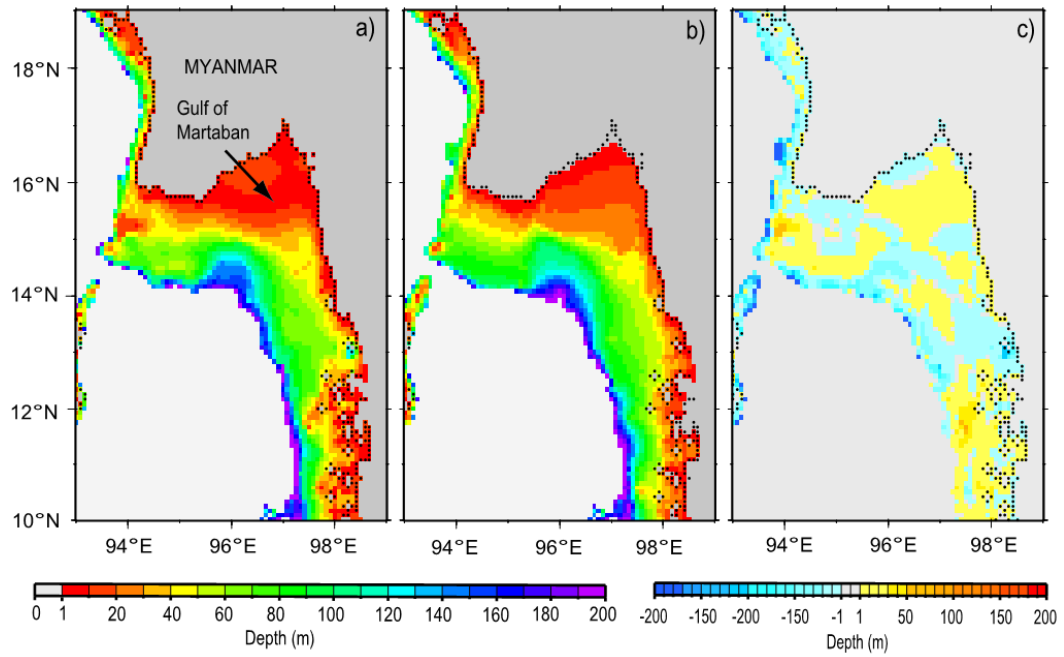 a)
b)
c)
MYANMAR
Gulf of
Martaban
18°N
16°N
14°N
12°N
10°N
94°E 96°E 98°E
94°E 96°E 98°E
94°E 96°E 98°E
0 1 20 40 60 80 100 120 140 160 180 200
Depth (m)
-200 -150 -100 -50 -1 1 50 100 150 200
Depth (m)